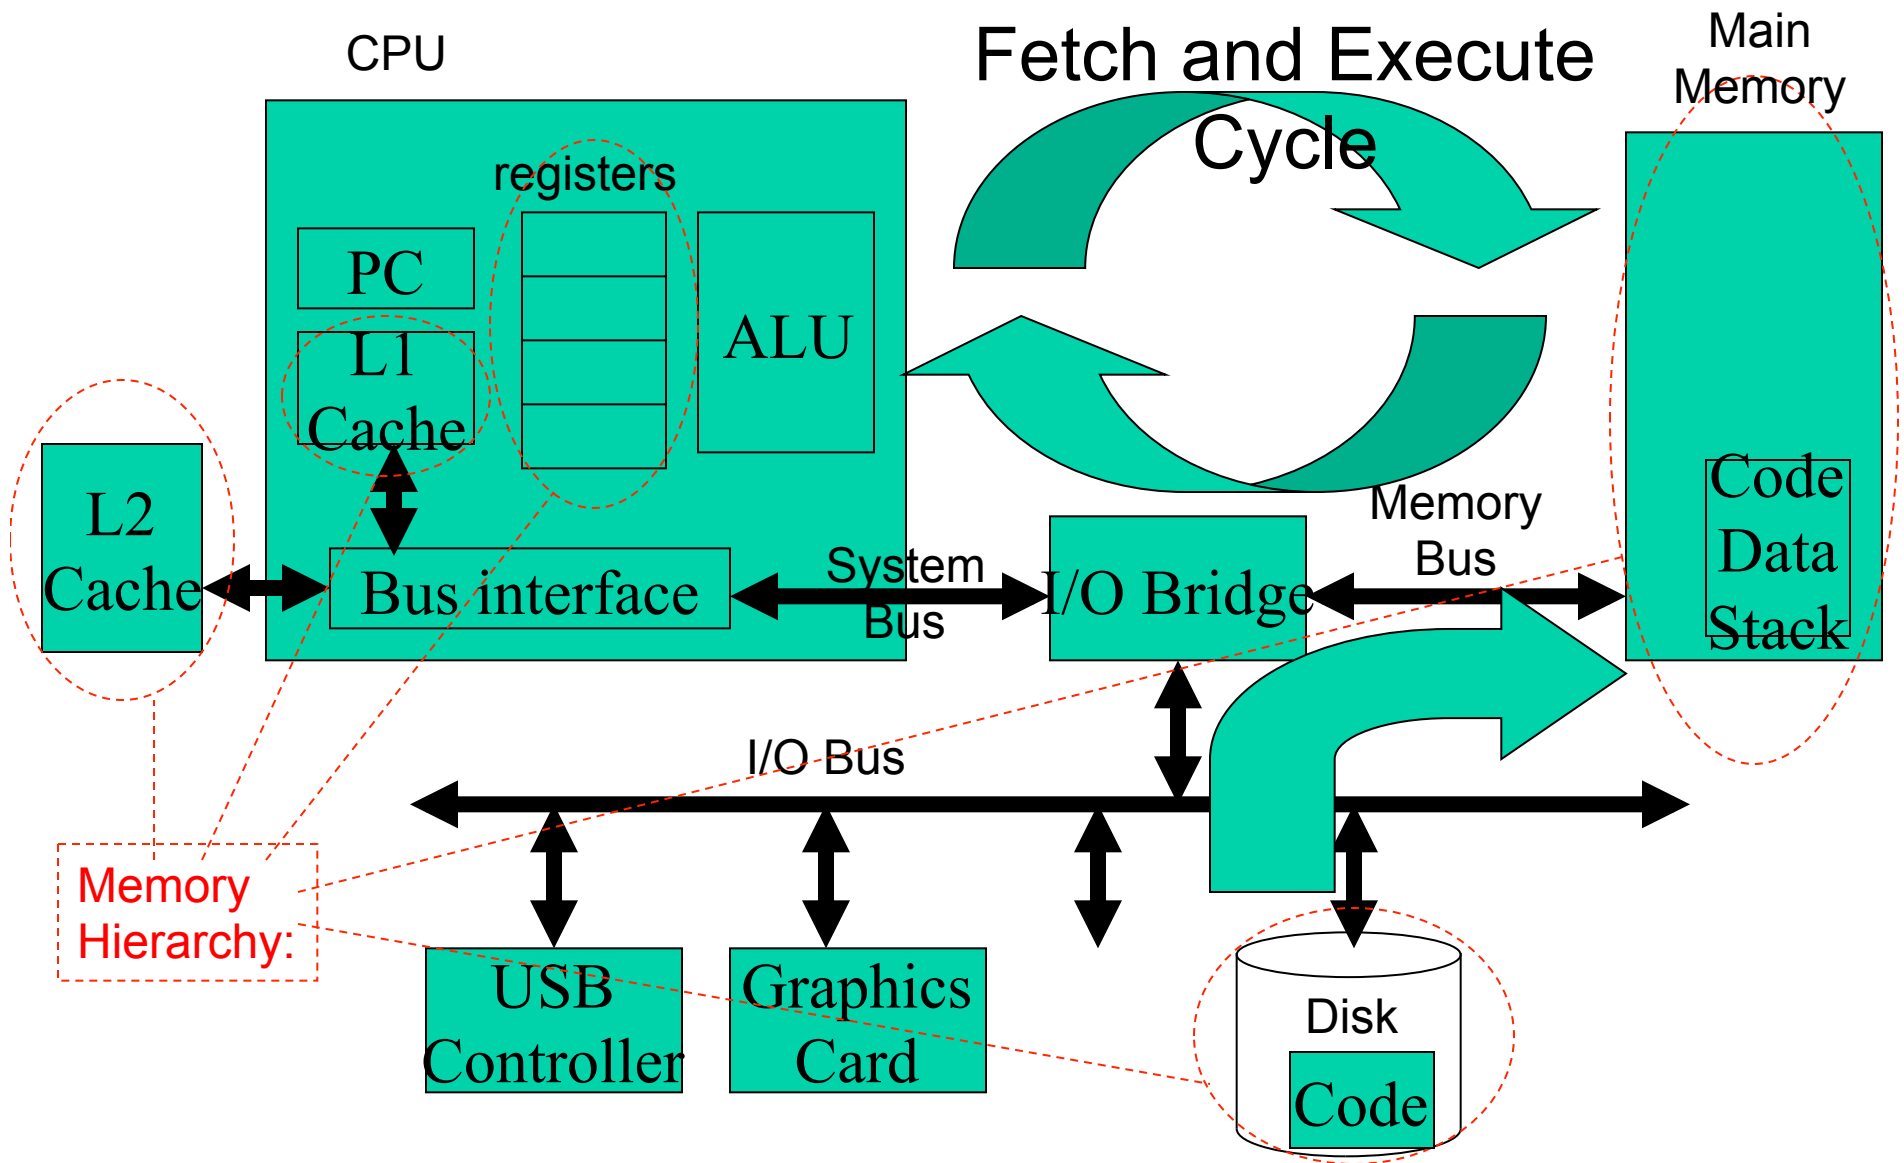 CPU
Fetch and Execute
Cycle
Main
Memory
registers
PC
L1
Cache
ALU
L2
Cache
Bus interface
System
Bus
I/O Bridge
Memory
Bus
Code
Data
Stack
I/O Bus
Memory
Hierarchy:
USB
Controller
Graphics
Card
Disk
Code